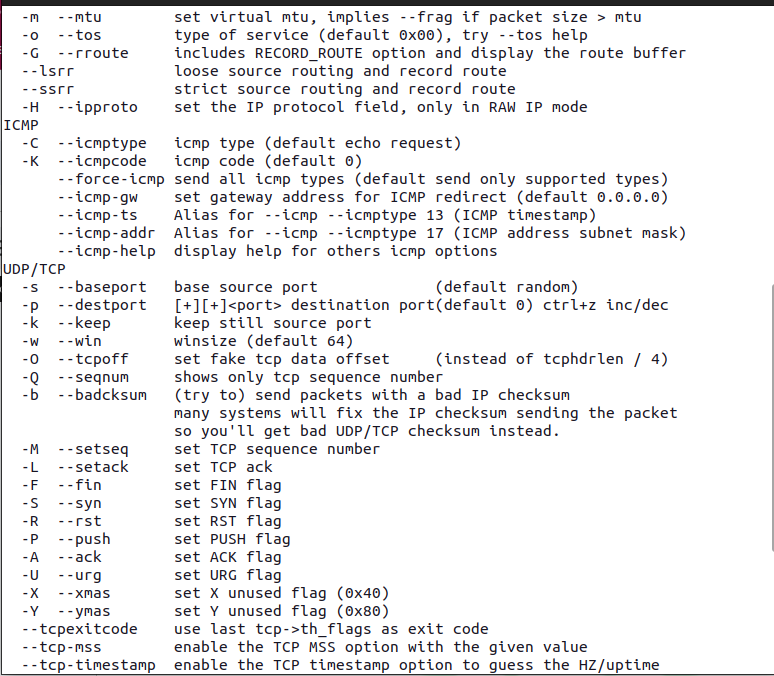 -m  --mtu       set virtual mtu, implies --frag if packet size > mtu
-o  --tos       type of service (default 0x00), try --tos help
-G  --rroute    includes RECORD_ROUTE option and display the route buffer
--lsrr          loose source routing and record route
--ssrr          strict source routing and record route
-H  --ipproto   set the IP protocol field, only in RAW IP mode
ICMP
-C  --icmptype  icmp type (default echo request)
-K  --icmpcode  icmp code (default 0)
    --force-icmp send all icmp types (default send only supported types)
    --icmp-gw   set gateway address for ICMP redirect (default 0.0.0.0)
    --icmp-ts   Alias for --icmp --icmptype 13 (ICMP timestamp)
    --icmp-addr Alias for --icmp --icmptype 17 (ICMP address subnet mask)
    --icmp-help display help for others icmp options
UDP/TCP
-s  --baseport  base source port             (default random)
-p  --destport  [+][+]<port> destination port(default 0) ctrl+z inc/dec
-k  --keep      keep still source port
-w  --win       winsize (default 64)
-O  --tcpoff    set fake tcp data offset     (instead of tcphdrlen / 4)
-Q  --seqnum    shows only tcp sequence number
-b  --badcksum  (try to) send packets with a bad IP checksum
                many systems will fix the IP checksum sending the packet
                so you'll get bad UDP/TCP checksum instead.
-M  --setseq    set TCP sequence number
-L  --setack    set TCP ack
-F  --fin       set FIN flag
-S  --syn       set SYN flag
-R  --rst       set RST flag
-P  --push      set PUSH flag
-A  --ack       set ACK flag
-U  --urg       set URG flag
-X  --xmas      set X unused flag (0x40)
-Y  --ymas      set Y unused flag (0x80)
--tcpexitcode   use last tcp->th_flags as exit code
--tcp-mss       enable the TCP MSS option with the given value
--tcp-timestamp enable the TCP timestamp option to guess the HZ/uptime